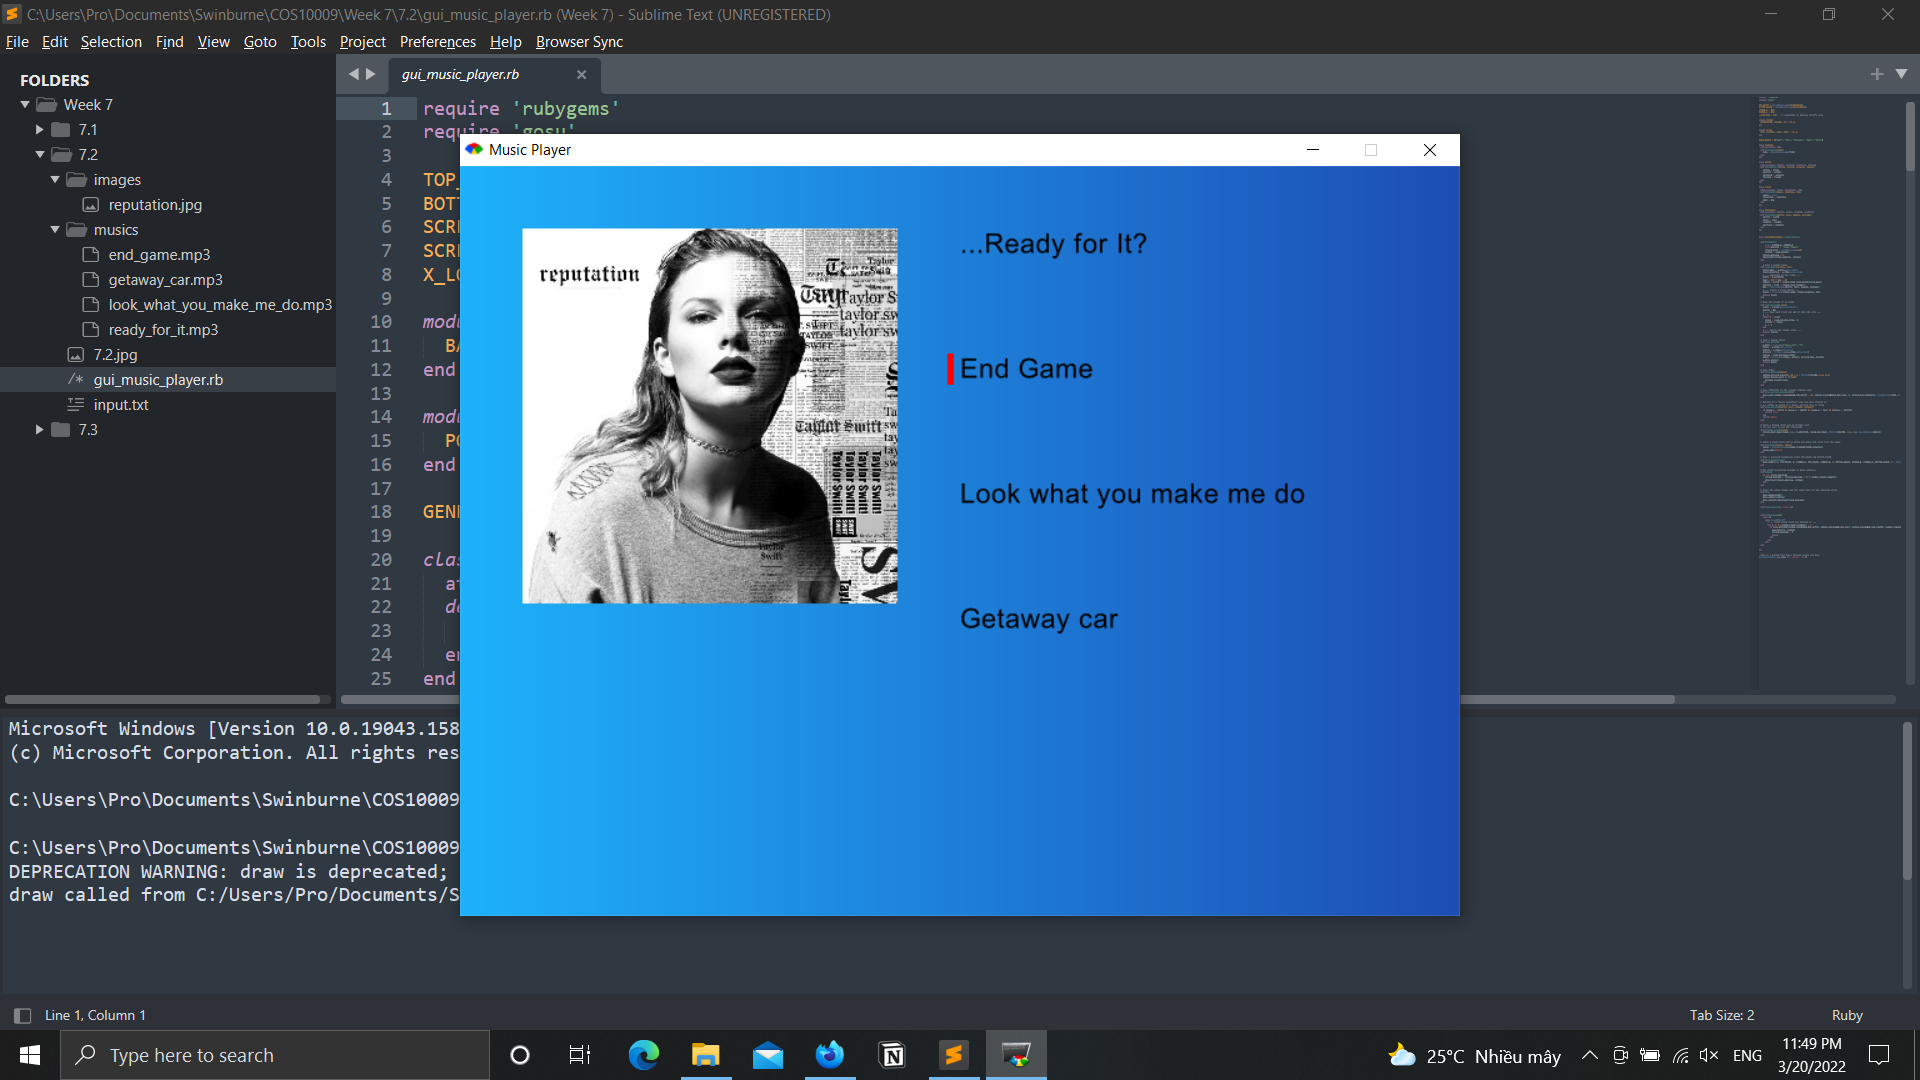 C:\Users\Pro\Documents\Swinburne\COS10009\Week 7\7.2\gui_music_player.rb (Week 7) - Sublime Text (UNREGISTERED)
File Edit Selection Find View Goto Tools Project Preferences Help Browser Sync
FOLDERS
Week 7
7.1
7.2
images
reputation.jpg
musics
end_game.mp3
getaway_car.mp3
look_what_you_make_me_do.mp3
ready_for_it.mp3
7.2.jpg
gui_music_player.rb
input.txt
7.3
gui_music_player.rb
1 require 'rubygems'
2 require 'gosu'
3
4 TOP_
5 BOTT
6 SCRE
7 SCRE
8 X_LO
9
10 modu
11 BA
12 end
13
14 modu
15 PO
16 end
17
18 GENR
19
20 clas
21 at
22 de
23
24 en
25 end
Music Player
reputation
Taylor Swift
...Ready for It?
End Game
Look what you make me do
Getaway car
Microsoft Windows [Version 10.0.19043.158
(c) Microsoft Corporation. All rights res
C:\Users\Pro\Documents\Swinburne\COS10009
C:\Users\Pro\Documents\Swinburne\COS10009
DEPRECATION WARNING: draw is deprecated;
draw called from C:/Users/Pro/Documents/S
Line 1, Column 1
Tab Size: 2
Ruby
Type here to search
25°C Nhiều mây
ENG
11:49 PM
3/20/2022